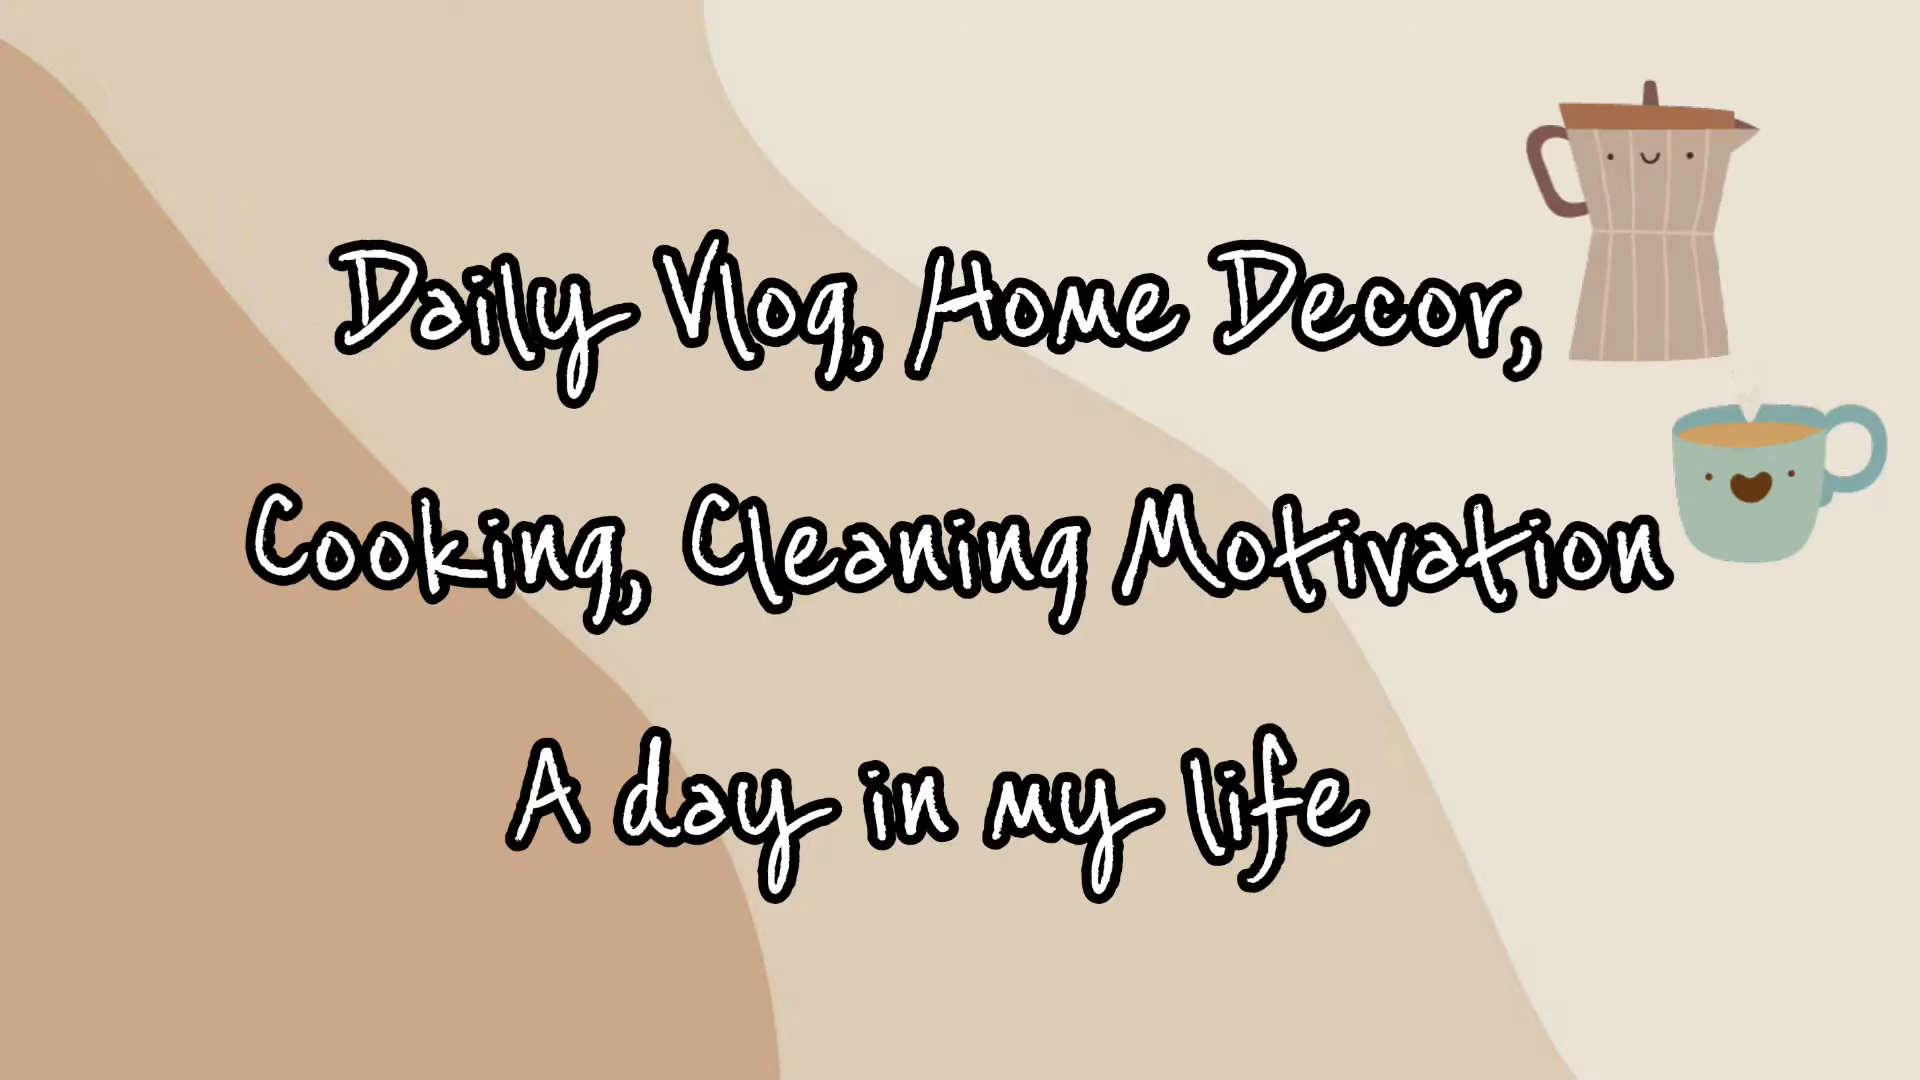 Daily Vlog, Home Decor,
Cooking, Cleaning Motivation
A day in my life